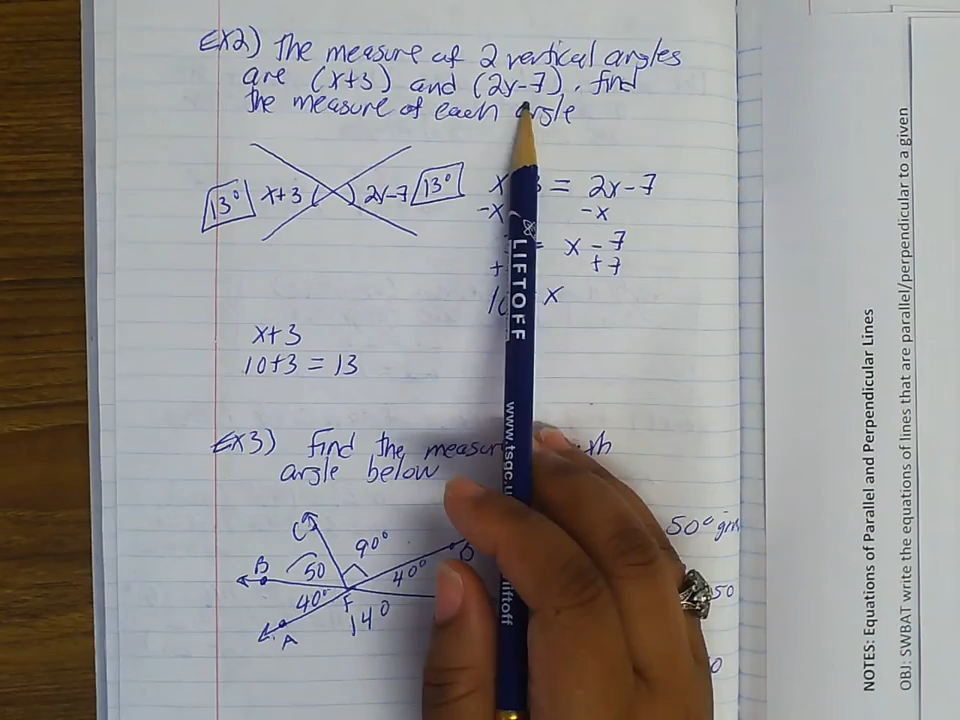 EX2) The measure of 2 vertical angles
are (x+3) and (2x-7). find
the measure of each angle
13° x+3 2x-7 13°
= 2x-7
-x -x
x - 7
+ +7
x
x+3
10+3 = 13
EX3) find the
angle below
C
90°
B
50
D
40°
40°
F
A
140
50°
50
LIFTOFF
NOTES: Equations of Parallel and Perpendicular Lines
OBJ: SWBAT write the equations of lines that are parallel/perpendicular to a given